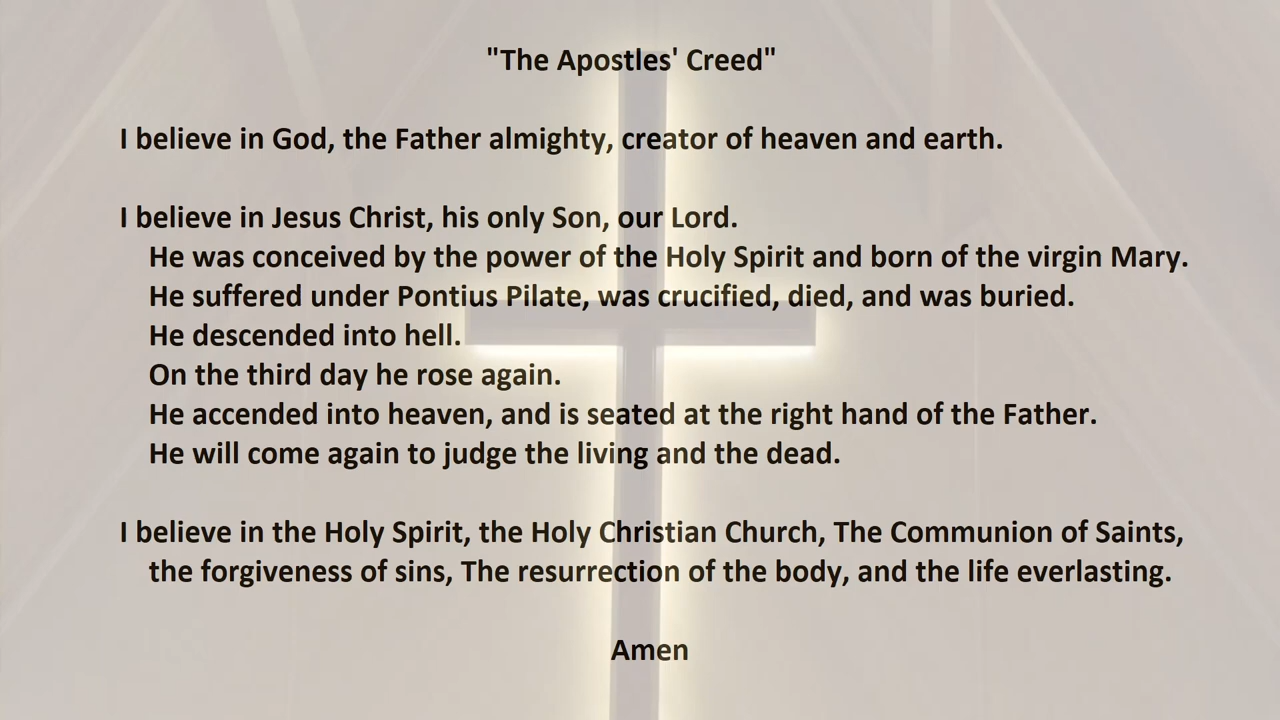 "The Apostles' Creed"
I believe in God, the Father almighty, creator of heaven and earth.
I believe in Jesus Christ, his only Son, our Lord.
He was conceived by the power of the Holy Spirit and born of the virgin Mary.
He suffered under Pontius Pilate, was crucified, died, and was buried.
He descended into hell.
On the third day he rose again.
He accended into heaven, and is seated at the right hand of the Father.
He will come again to judge the living and the dead.
I believe in the Holy Spirit, the Holy Christian Church, The Communion of Saints,
the forgiveness of sins, The resurrection of the body, and the life everlasting.
Amen